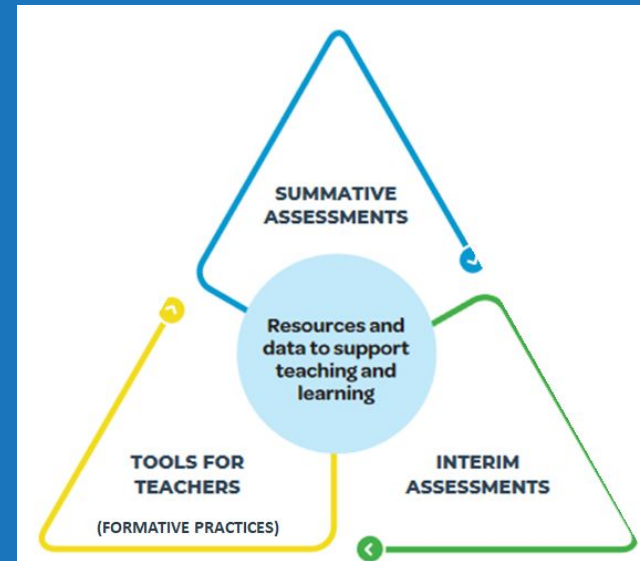 SUMMATIVE
ASSESSMENTS
Resources and
data to support
teaching and
learning
TOOLS FOR
TEACHERS
(FORMATIVE PRACTICES)
INTERIM
ASSESSMENTS